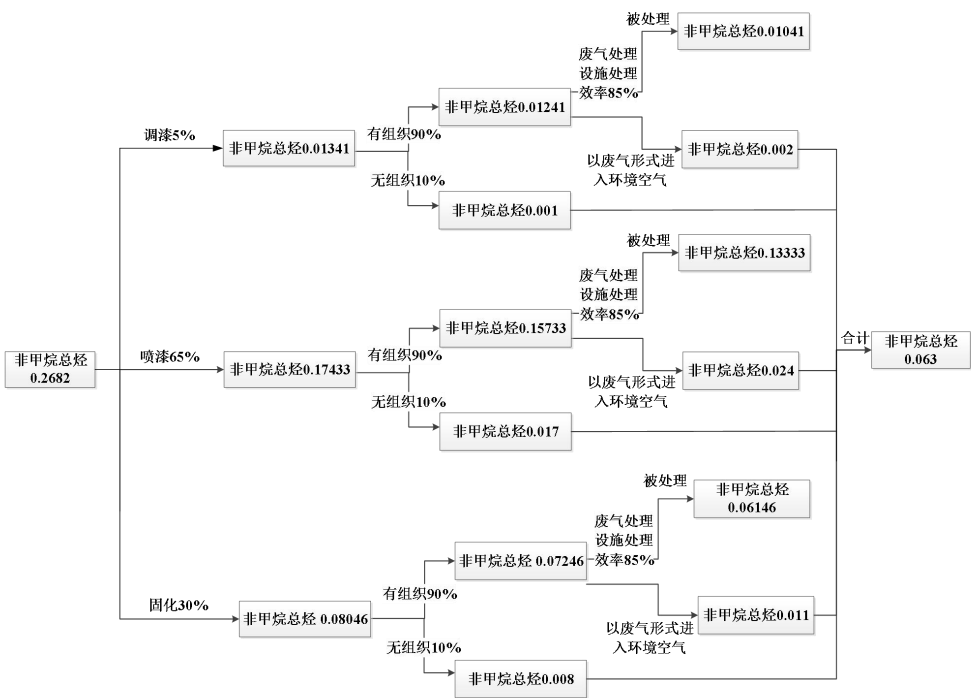 被处理
非甲烷总烃0.01041
废气处理
设施处理
效率85%
非甲烷总烃0.01241
有组织90%
调漆5%
非甲烷总烃0.01341
非甲烷总烃0.002
以废气形式进
入环境空气
无组织10%
非甲烷总烃0.001
被处理
非甲烷总烃0.13333
废气处理
设施处理
效率85%
非甲烷总烃0.15733
有组织90%
合计
非甲烷总烃
0.063
非甲烷总烃
0.2682
喷漆65%
非甲烷总烃0.17433
非甲烷总烃0.024
以废气形式进
入环境空气
无组织10%
非甲烷总烃0.017
被处理
非甲烷总烃
0.06146
废气处理
设施处理
效率85%
非甲烷总烃 0.07246
有组织90%
固化30%
非甲烷总烃 0.08046
非甲烷总烃0.011
以废气形式进
入环境空气
无组织10%
非甲烷总烃0.008